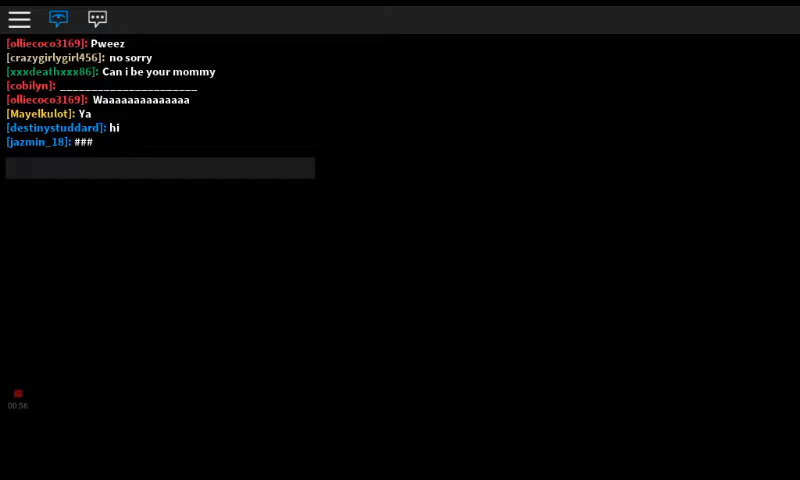 [olliecoco3169]: Pweez
[crazygirlygirl456]: no sorry
[xxxdeathxxx86]: Can i be your mommy
[cobilyn]: ______________________
[olliecoco3169]: Waaaaaaaaaaaaaa
[Mayelkulot]: Ya
[destinystuddard]: hi
[jazmin_18]: ###
00:56